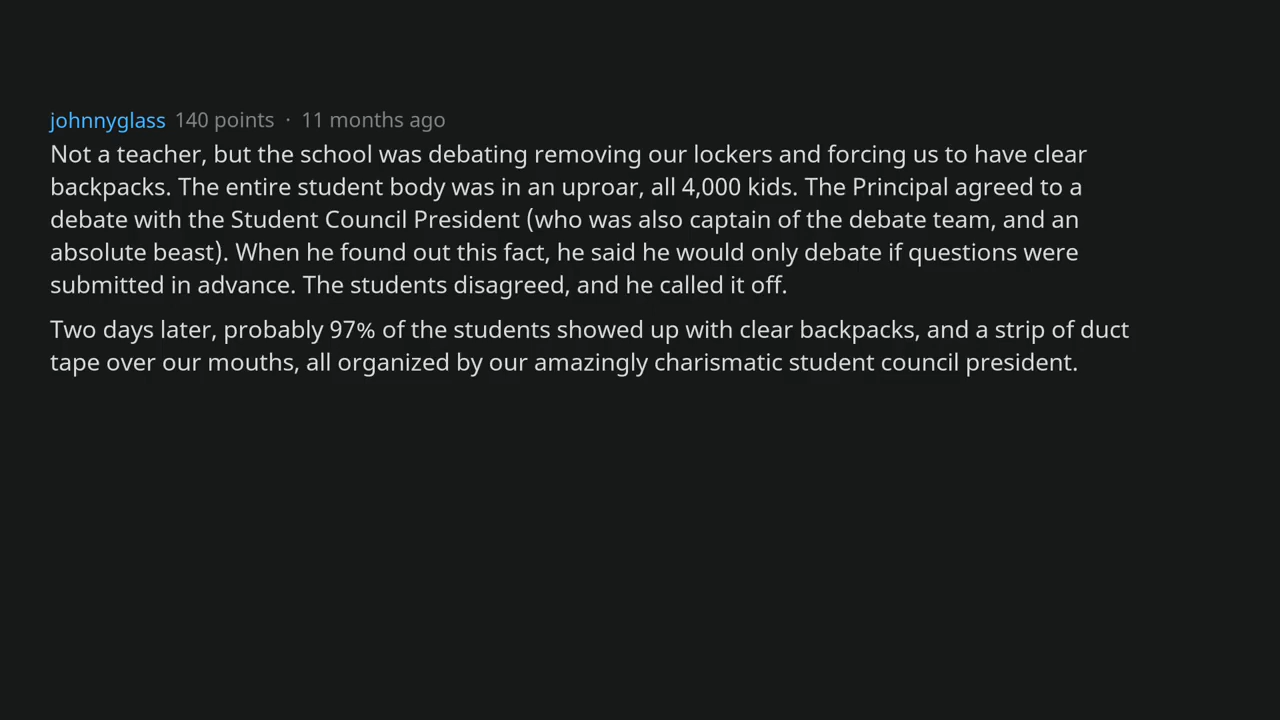 johnnyglass 140 points · 11 months ago
Not a teacher, but the school was debating removing our lockers and forcing us to have clear
backpacks. The entire student body was in an uproar, all 4,000 kids. The Principal agreed to a
debate with the Student Council President (who was also captain of the debate team, and an
absolute beast). When he found out this fact, he said he would only debate if questions were
submitted in advance. The students disagreed, and he called it off.
Two days later, probably 97% of the students showed up with clear backpacks, and a strip of duct
tape over our mouths, all organized by our amazingly charismatic student council president.